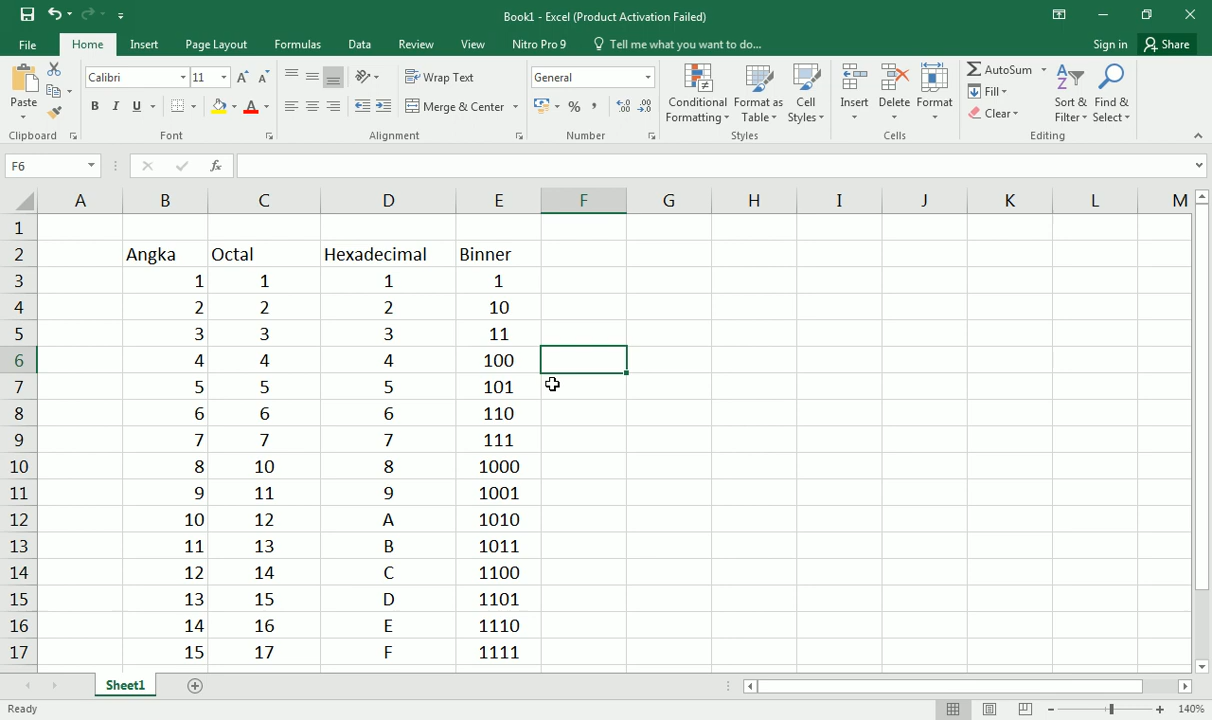 Book1 - Excel (Product Activation Failed)
File Home Insert Page Layout Formulas Data Review View Nitro Pro 9 Tell me what you want to do... Sign in Share
Calibri 11 Wrap Text General AutoSum
Fill
Paste Merge & Center Conditional Formatting Format as Table Cell Styles Insert Delete Format Clear Sort & Filter Find & Select
Clipboard Font Alignment Number Styles Cells Editing
F6 fx
A B C D E F G H I J K L M
1
2 Angka Octal Hexadecimal Binner
3 1 1 1 1
4 2 2 2 10
5 3 3 3 11
6 4 4 4 100
7 5 5 5 101
8 6 6 6 110
9 7 7 7 111
10 8 10 8 1000
11 9 11 9 1001
12 10 12 A 1010
13 11 13 B 1011
14 12 14 C 1100
15 13 15 D 1101
16 14 16 E 1110
17 15 17 F 1111
Sheet1
Ready 140%